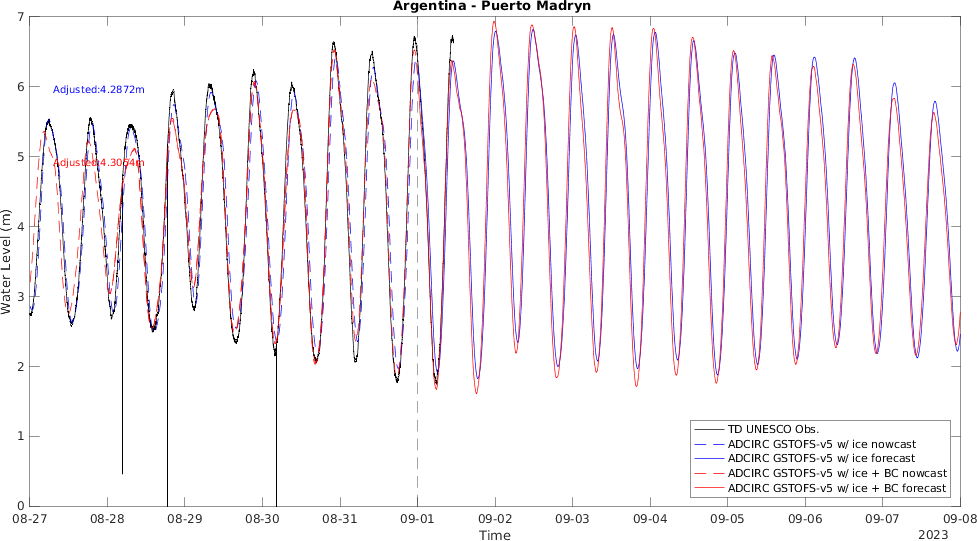 Argentina - Puerto Madryn
Water Level (m)
7
6
5
4
3
2
1
0
Adjusted:4.2872m
Adjusted:4.3064m
TD UNESCO Obs.
ADCIRC GSTOFS-v5 w/ ice nowcast
ADCIRC GSTOFS-v5 w/ ice forecast
ADCIRC GSTOFS-v5 w/ ice + BC nowcast
ADCIRC GSTOFS-v5 w/ ice + BC forecast
08-27 08-28 08-29 08-30 08-31 09-01 09-02 09-03 09-04 09-05 09-06 09-07 09-08
Time
2023